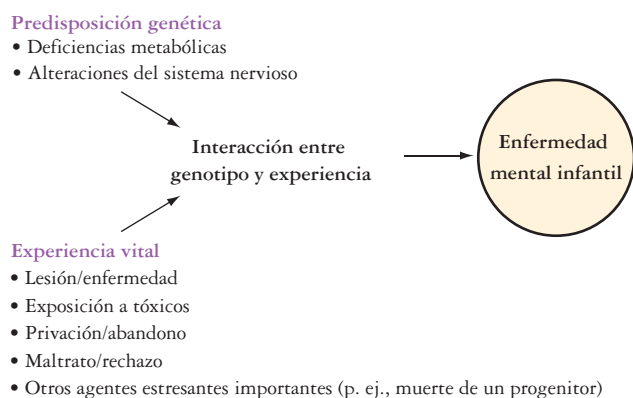 Predisposición genética
• Deficiencias metabólicas
• Alteraciones del sistema nervioso
Interacción entre
genotipo y experiencia
Enfermedad
mental infantil
Experiencia vital
• Lesión/enfermedad
• Exposición a tóxicos
• Privación/abandono
• Maltrato/rechazo
• Otros agentes estresantes importantes (p. ej., muerte de un progenitor)